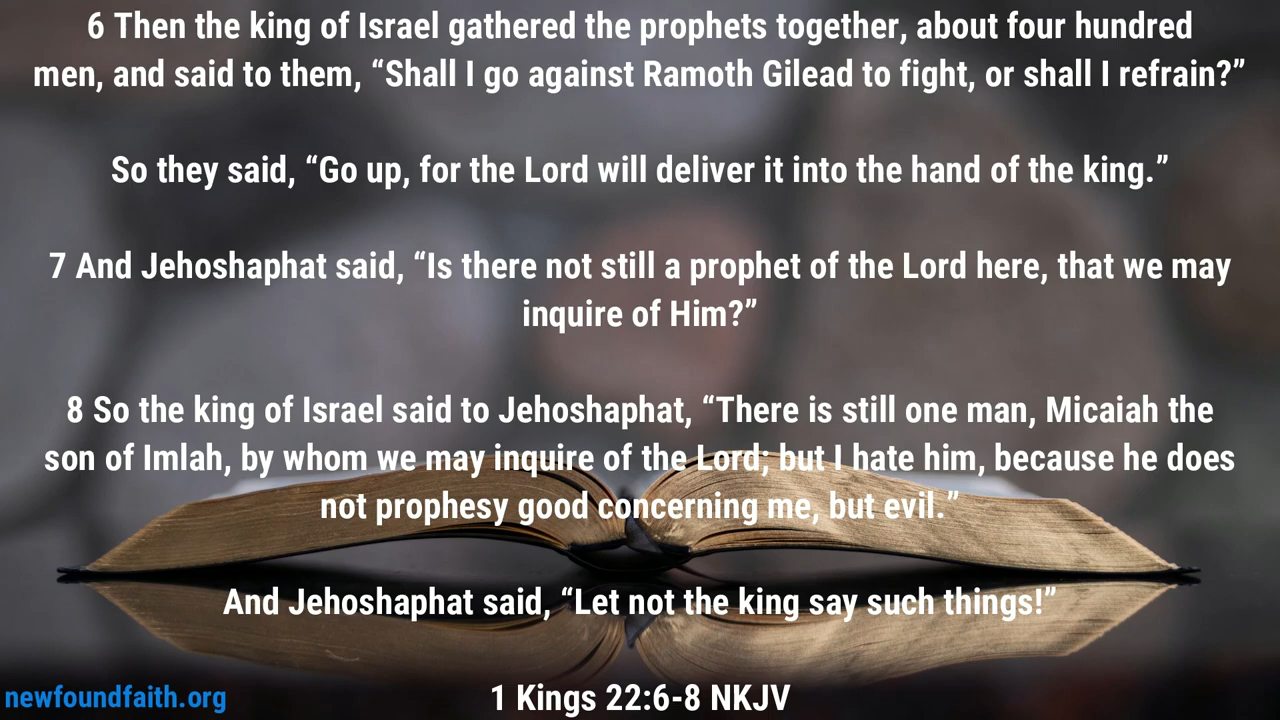 6 Then the king of Israel gathered the prophets together, about four hundred
men, and said to them, “Shall I go against Ramoth Gilead to fight, or shall I refrain?”
So they said, “Go up, for the Lord will deliver it into the hand of the king.”
7 And Jehoshaphat said, “Is there not still a prophet of the Lord here, that we may
inquire of Him?”
8 So the king of Israel said to Jehoshaphat, “There is still one man, Micaiah the
son of Imlah, by whom we may inquire of the Lord; but I hate him, because he does
not prophesy good concerning me, but evil.”
And Jehoshaphat said, “Let not the king say such things!”
newfoundfaith.org
1 Kings 22:6-8 NKJV